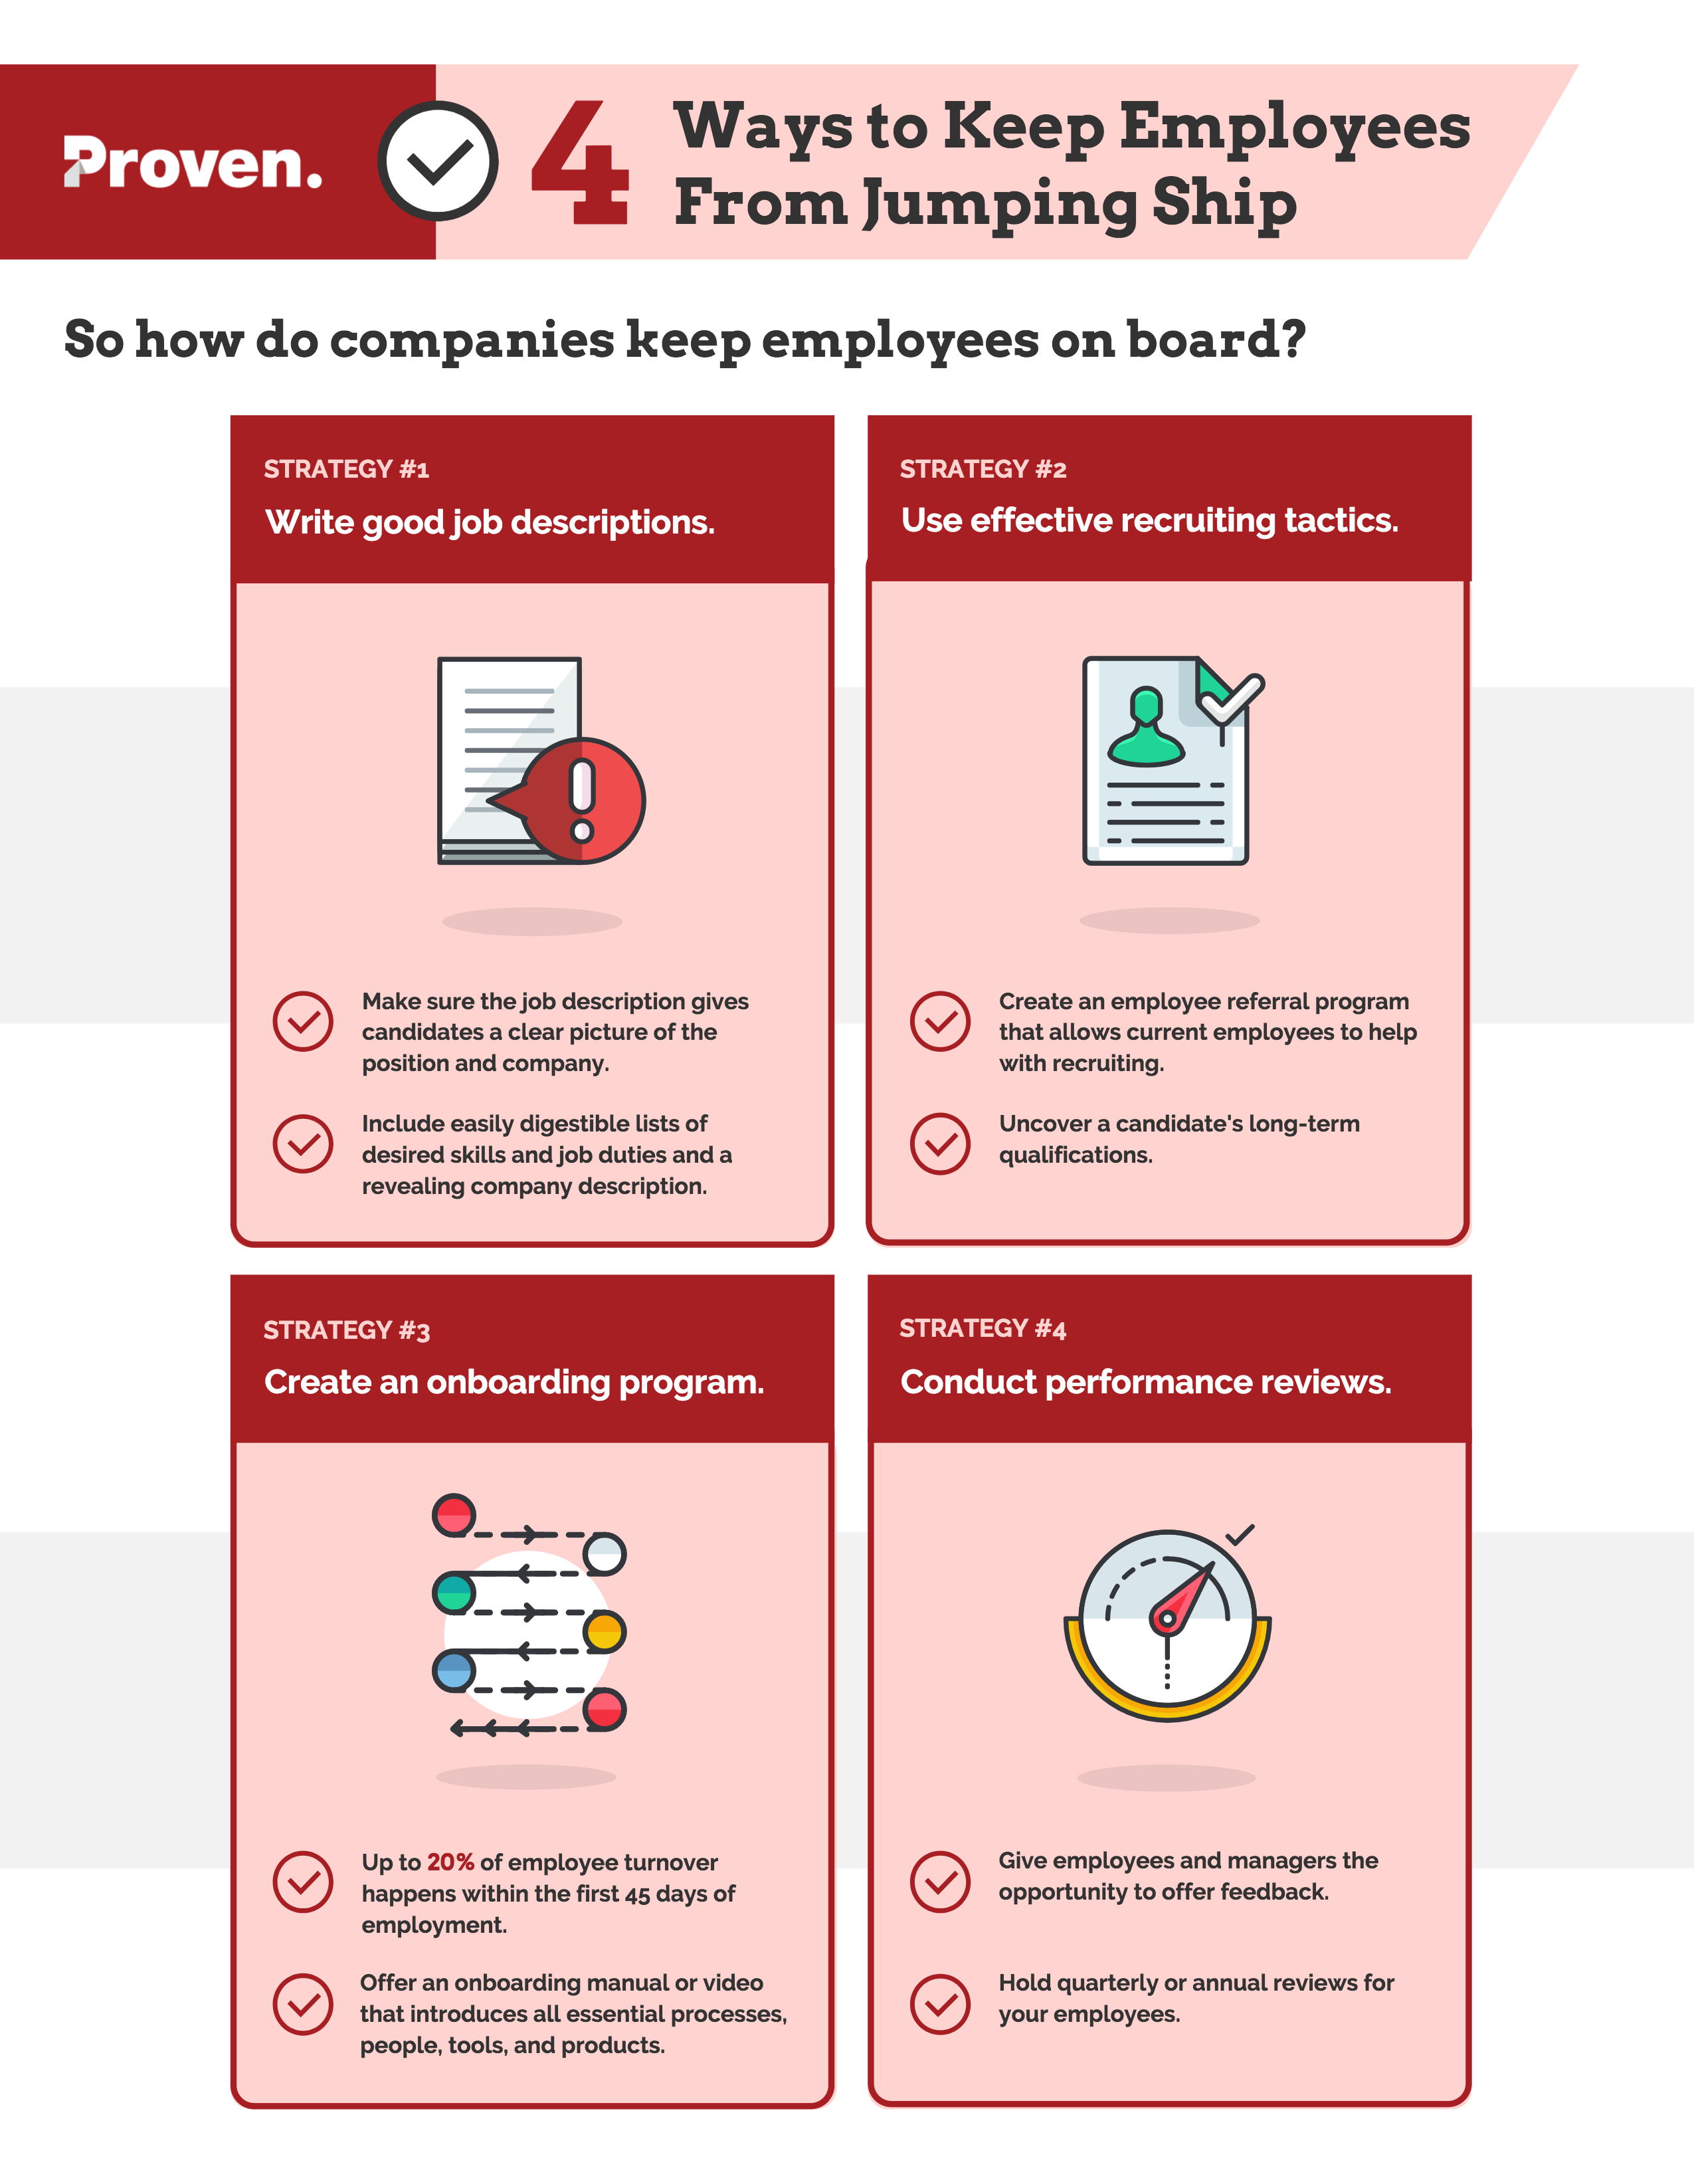 Proven.
4
Ways to Keep Employees
From Jumping Ship
So how do companies keep employees on board?
STRATEGY #1
Write good job descriptions.
Make sure the job description gives
candidates a clear picture of the
position and company.
Include easily digestible lists of
desired skills and job duties and a
revealing company description.
STRATEGY #2
Use effective recruiting tactics.
Create an employee referral program
that allows current employees to help
with recruiting.
Uncover a candidate's long-term
qualifications.
STRATEGY #3
Create an onboarding program.
Up to 20% of employee turnover
happens within the first 45 days of
employment.
Offer an onboarding manual or video
that introduces all essential processes,
people, tools, and products.
STRATEGY #4
Conduct performance reviews.
Give employees and managers the
opportunity to offer feedback.
Hold quarterly or annual reviews for
your employees.